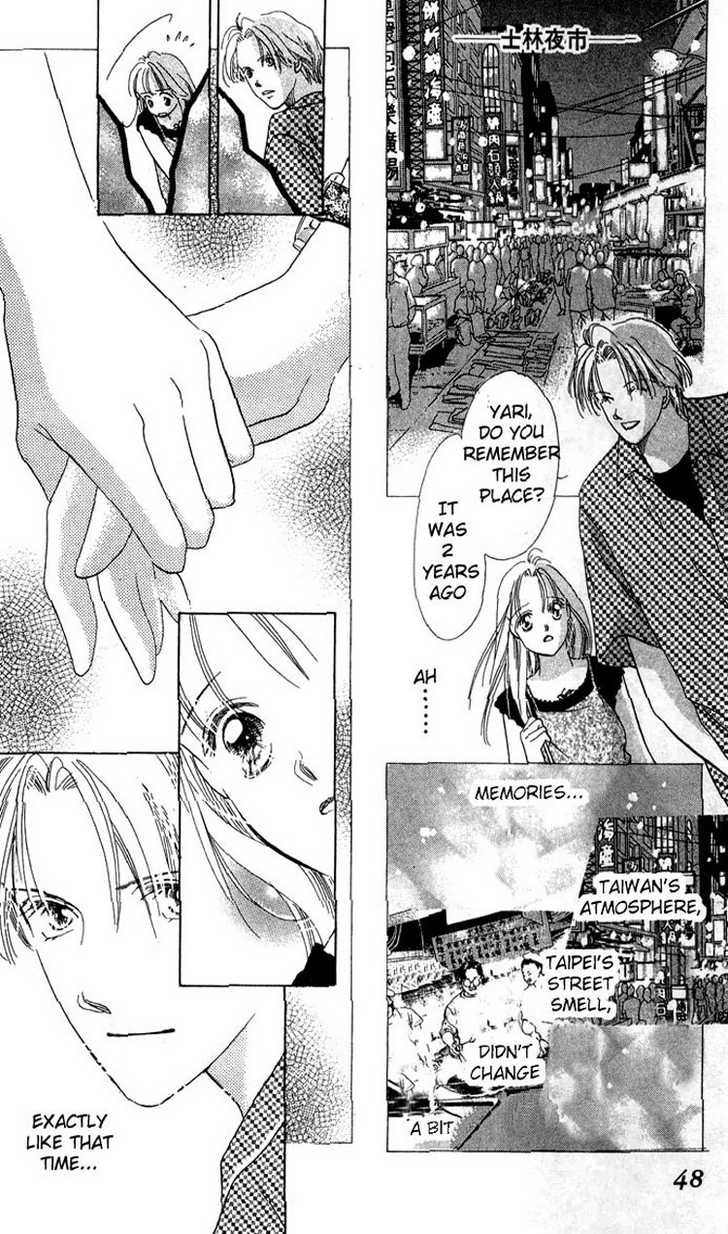 士林夜市
YARI,
DO YOU
REMEMBER
THIS
PLACE?
IT
WAS
2
YEARS
AGO
AH
......
MEMORIES...
TAIWAN'S
ATMOSPHERE,
TAIPEI'S
STREET
SMELL,
DIDN'T
CHANGE
A BIT
EXACTLY
LIKE THAT
TIME...
48